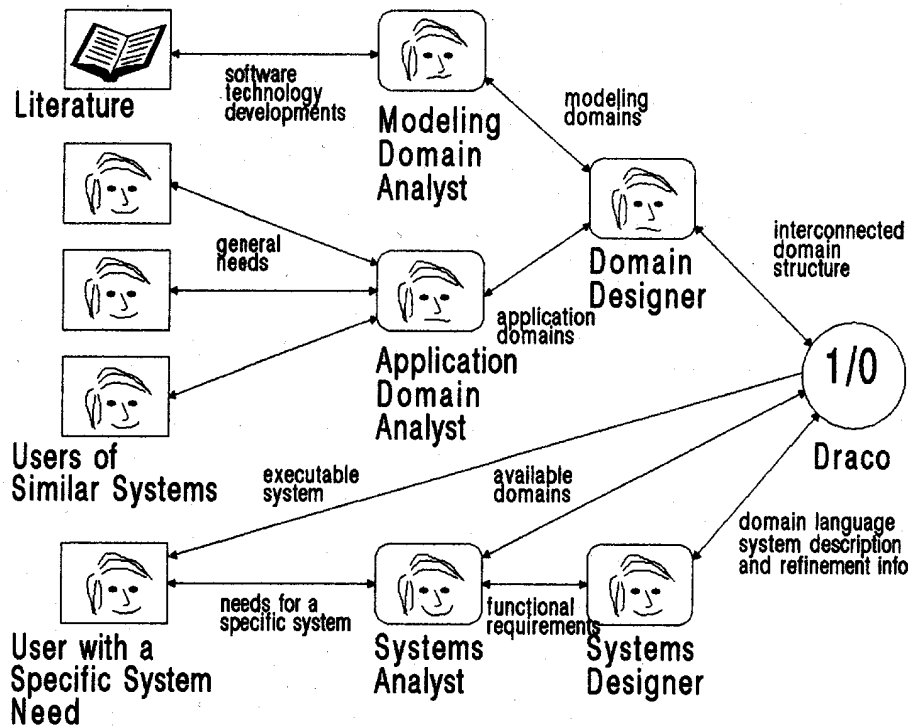 Literature
software
technology
developments
Modeling
Domain
Analyst
modeling
domains
general
needs
Domain
Designer
interconnected
domain
structure
application
domains
Application
Domain
Analyst
1/0
Draco
Users of
Similar Systems
executable
system
available
domains
domain language
system description
and refinement info
needs for a
specific system
functional
requirements
User with a
Specific System
Need
Systems
Analyst
Systems
Designer